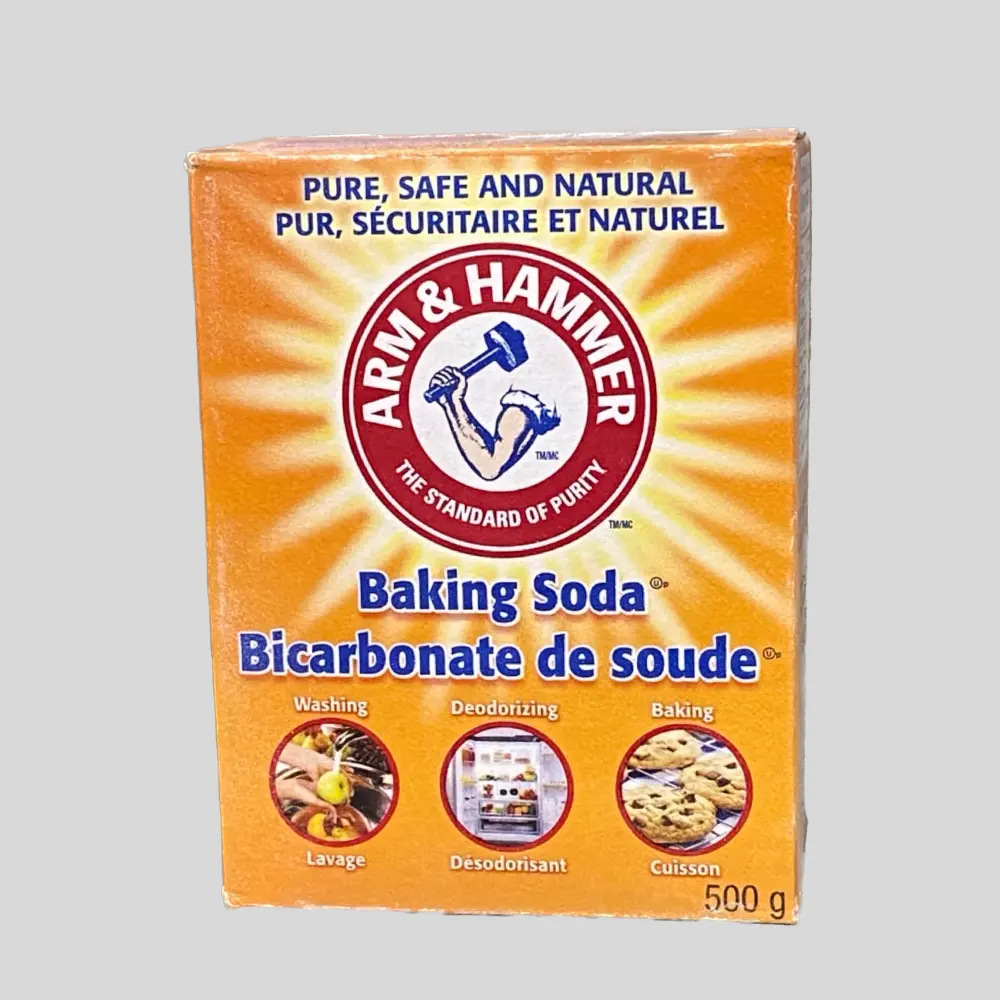 PURE, SAFE AND NATURAL
PUR, SÉCURITAIRE ET NATUREL
ARM & HAMMER
TM/MC
THE STANDARD OF PURITY
TM/MC
Baking Soda
Bicarbonate de soude
Washing Deodorizing Baking
Lavage Désodorisant Cuisson
500 g